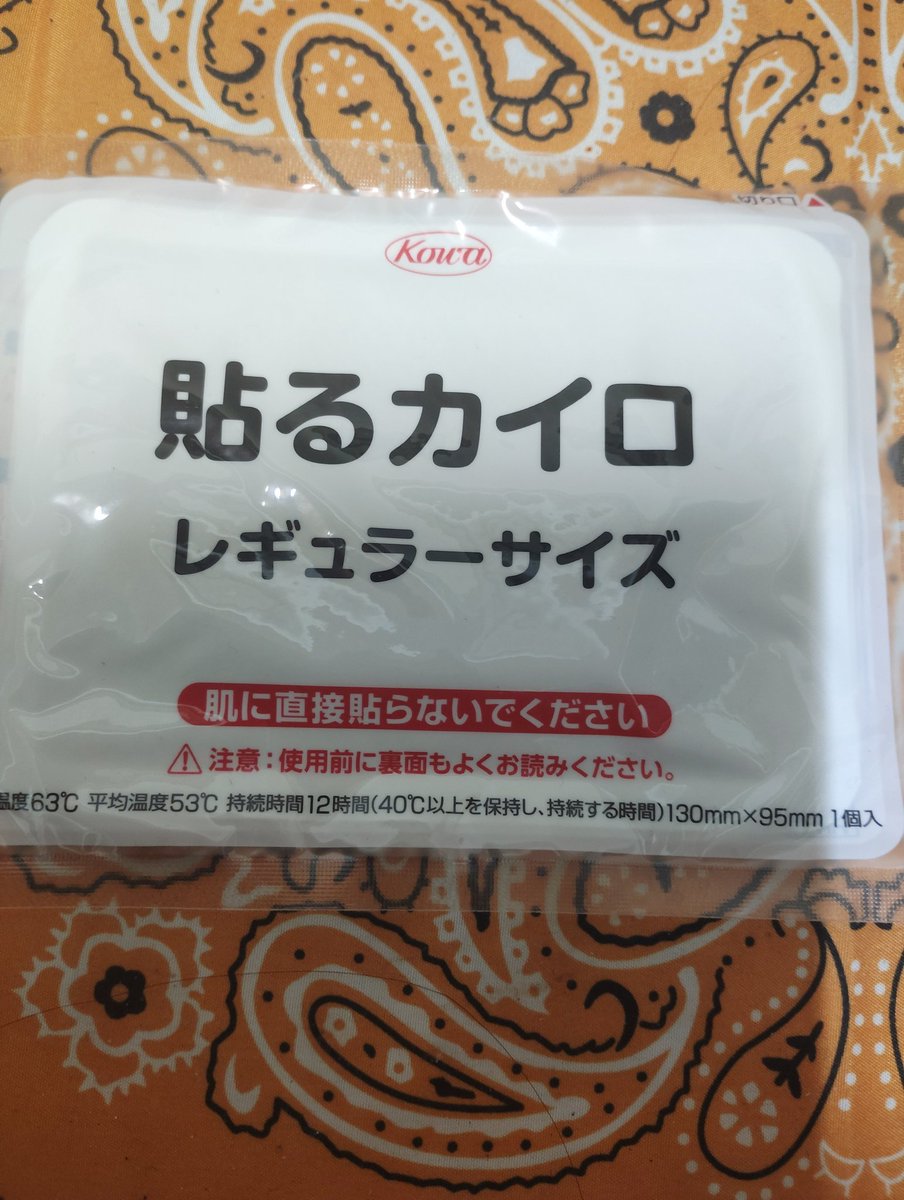 切り口
Kowa
貼るカイロ
レギュラーサイズ
肌に直接貼らないでください
注意：使用前に裏面もよくお読みください。
温度63℃ 平均温度53℃ 持続時間12時間(40℃以上を保持し、持続する時間)130mm×95mm 1個入